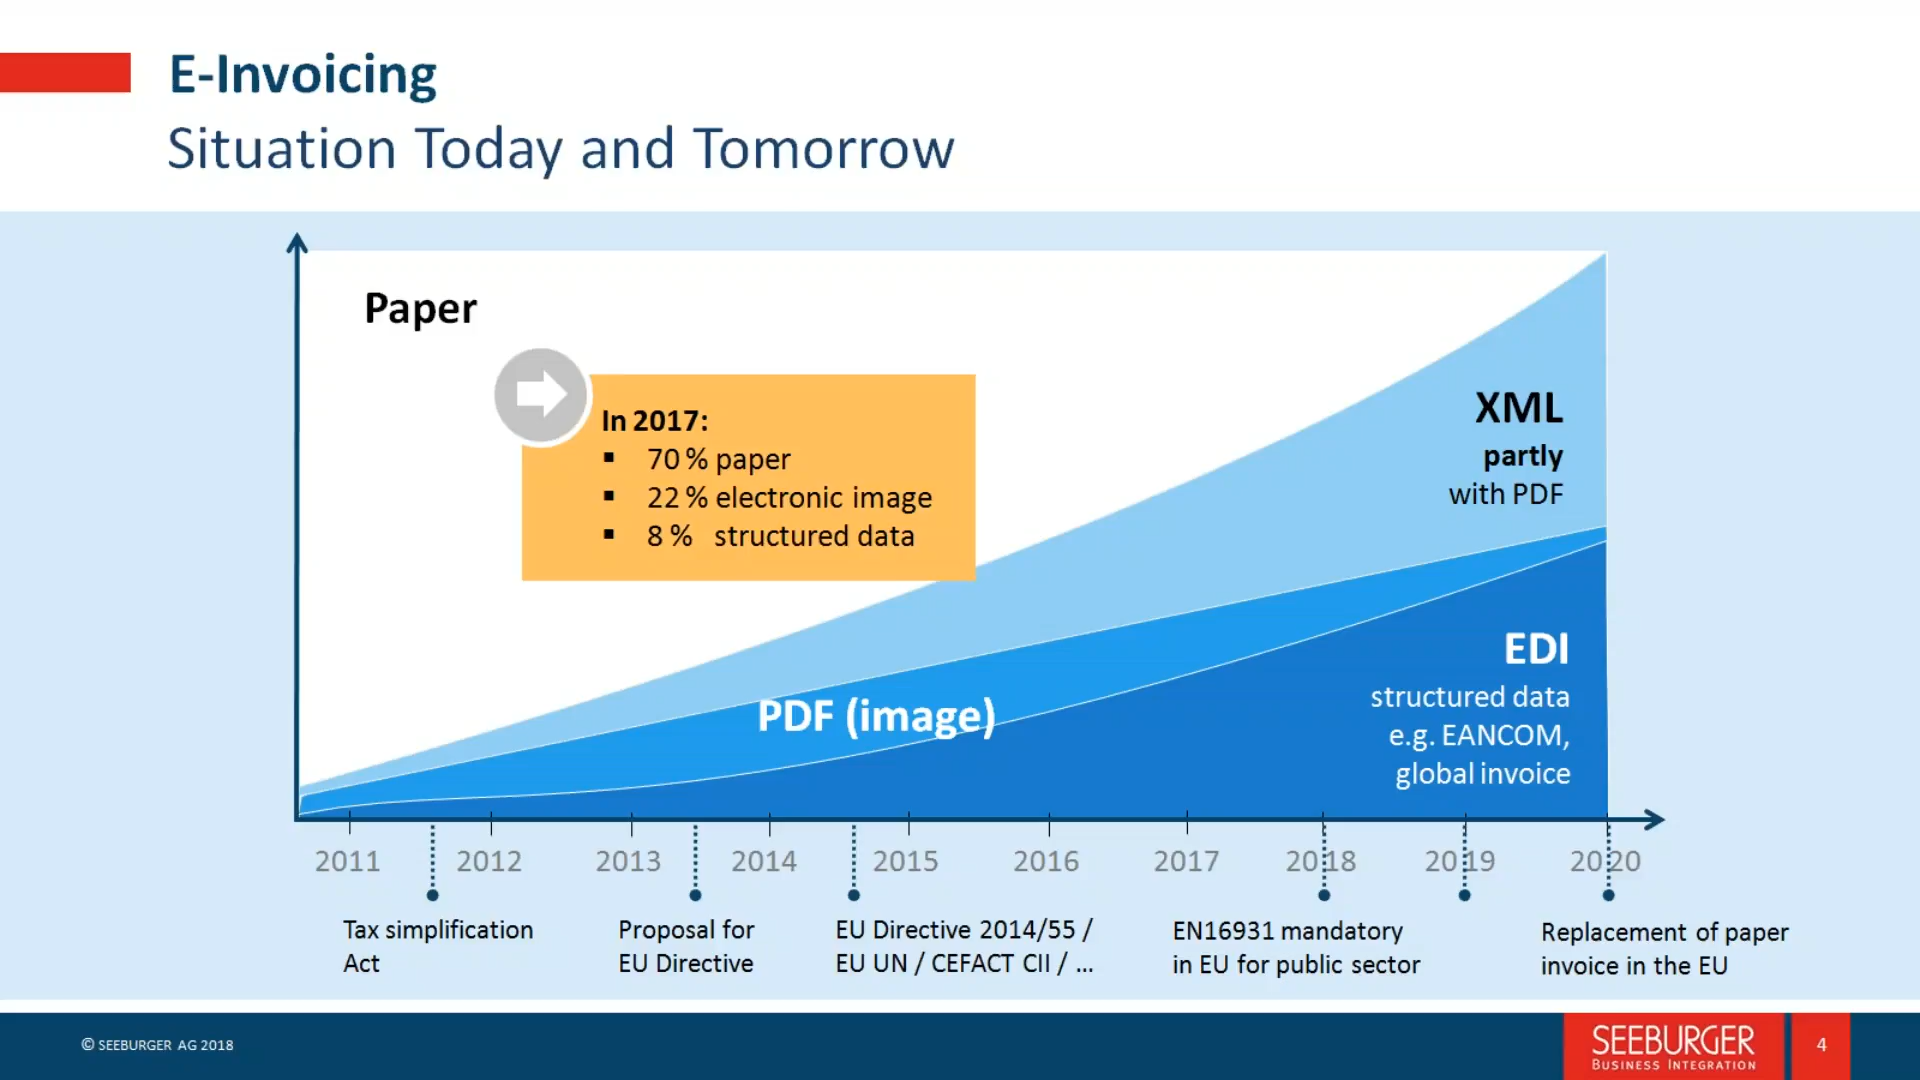 E-Invoicing
Situation Today and Tomorrow
Paper
In 2017:
▪ 70 % paper
▪ 22 % electronic image
▪ 8 % structured data
XML
partly
with PDF
PDF (image)
EDI
structured data
e.g. EANCOM,
global invoice
2011 2012 2013 2014 2015 2016 2017 2018 2019 2020
Tax simplification
Act
Proposal for
EU Directive
EU Directive 2014/55 /
EU UN / CEFACT CII / ...
EN16931 mandatory
in EU for public sector
Replacement of paper
invoice in the EU
© SEEBURGER AG 2018
SEEBURGER
BUSINESS INTEGRATION
4